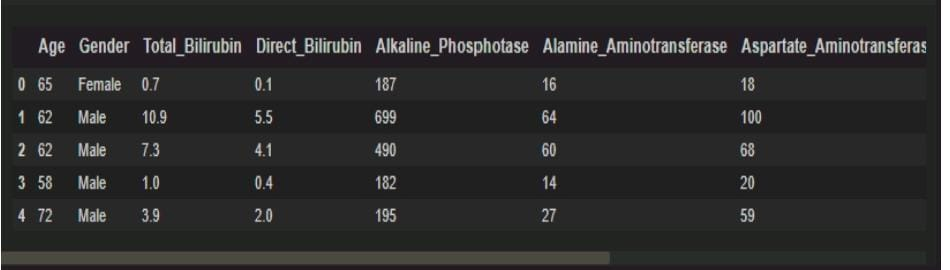 Age Gender Total_Bilirubin Direct_Bilirubin Alkaline_Phosphotase Alamine_Aminotransferase Aspartate_Aminotransferas
0 65 Female 0.7 0.1 187 16 18
1 62 Male 10.9 5.5 699 64 100
2 62 Male 7.3 4.1 490 60 68
3 58 Male 1.0 0.4 182 14 20
4 72 Male 3.9 2.0 195 27 59